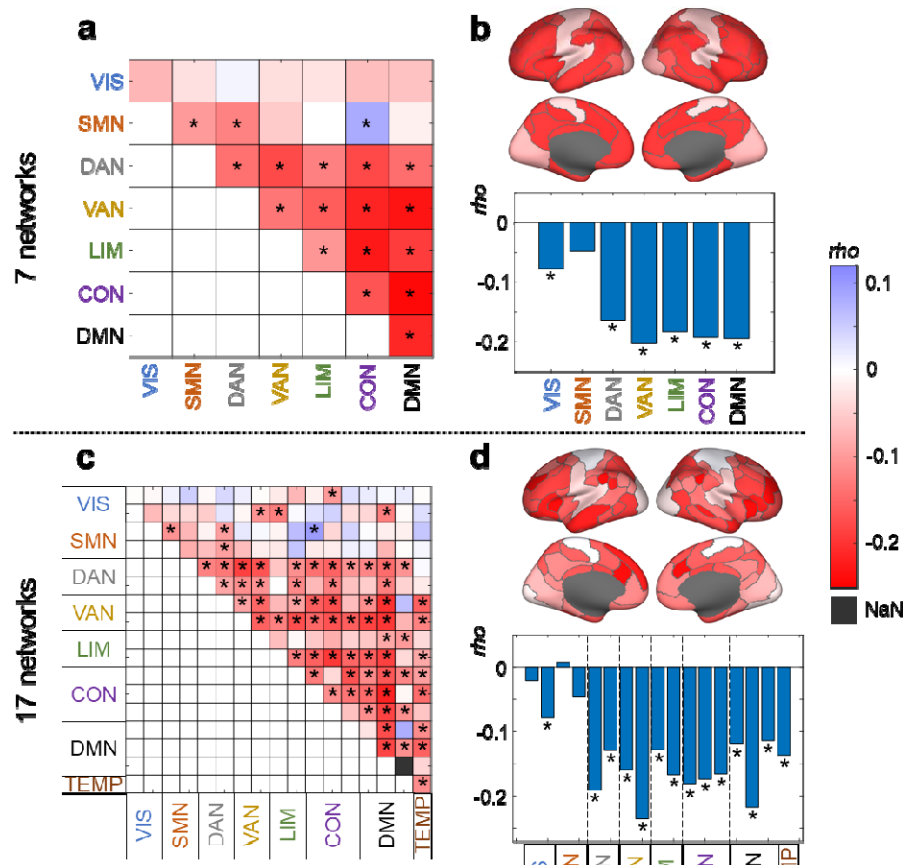 a
b
7 networks
VIS
SMN
DAN
VAN
LIM
CON
DMN
*
* * *
* * * * *
* * * *
* * *
* *
*
VIS SMN DAN VAN LIM CON DMN
rho
0
-0.1
-0.2
* * * * * *
VIS SMN DAN VAN LIM CON DMN
rho
0.1
0
-0.1
-0.2
NaN
c
d
17 networks
VIS
SMN
DAN
VAN
LIM
CON
DMN
TEMP
VIS SMN DAN VAN LIM CON DMN TEMP
rho
0
-0.1
-0.2
* * * * * * * * * * * * * *